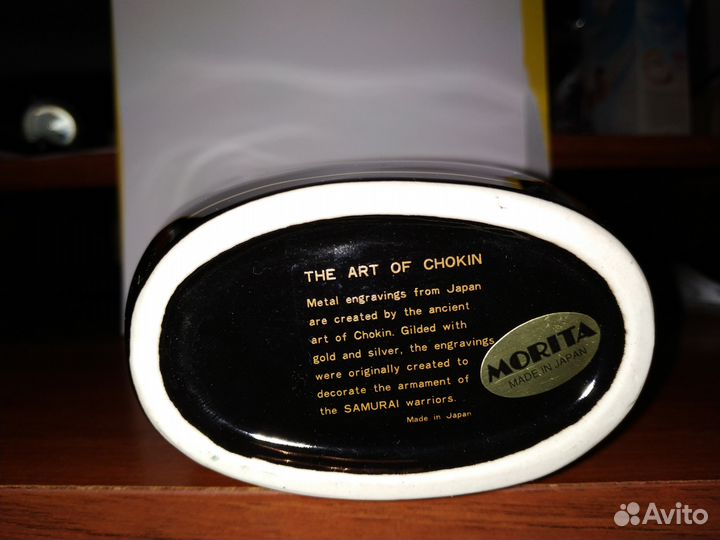 THE ART OF CHOKIN
Metal engravings from Japan
are created by the ancient
art of Chokin. Gilded with
gold and silver, the engravings
were originally created to
decorate the armament of
the SAMURAI warriors.
Made in Japan
MORITA
MADE IN JAPAN
Avito